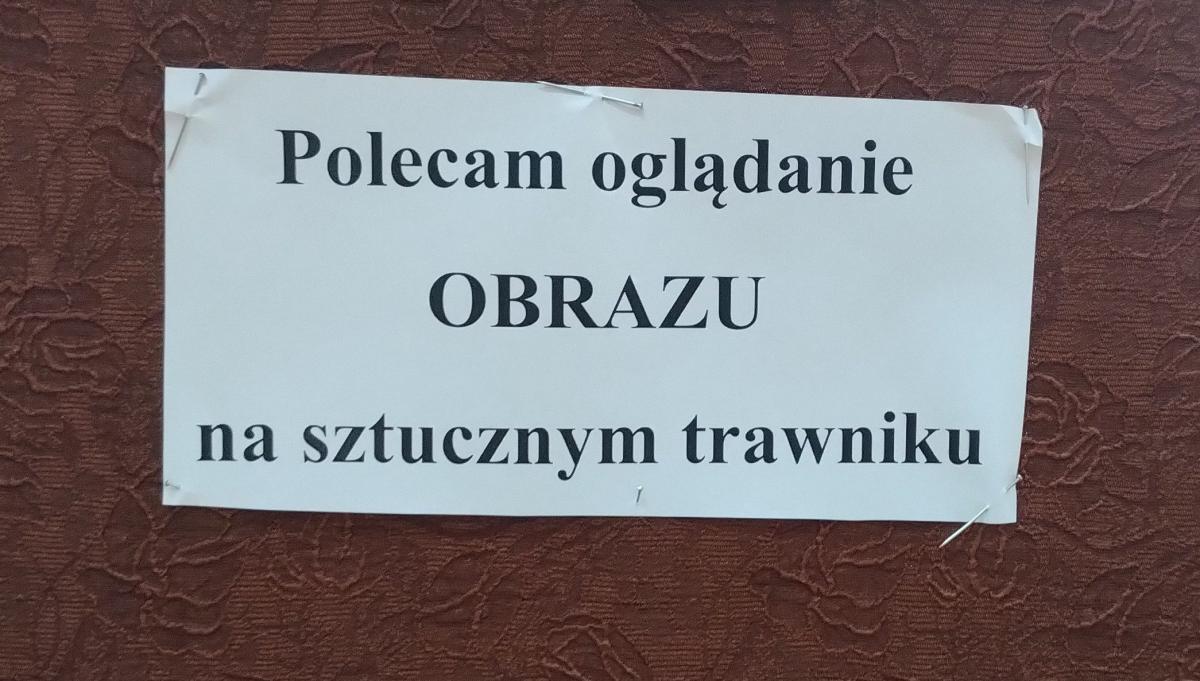 Polecam oglądanie
OBRAZU
na sztucznym trawniku